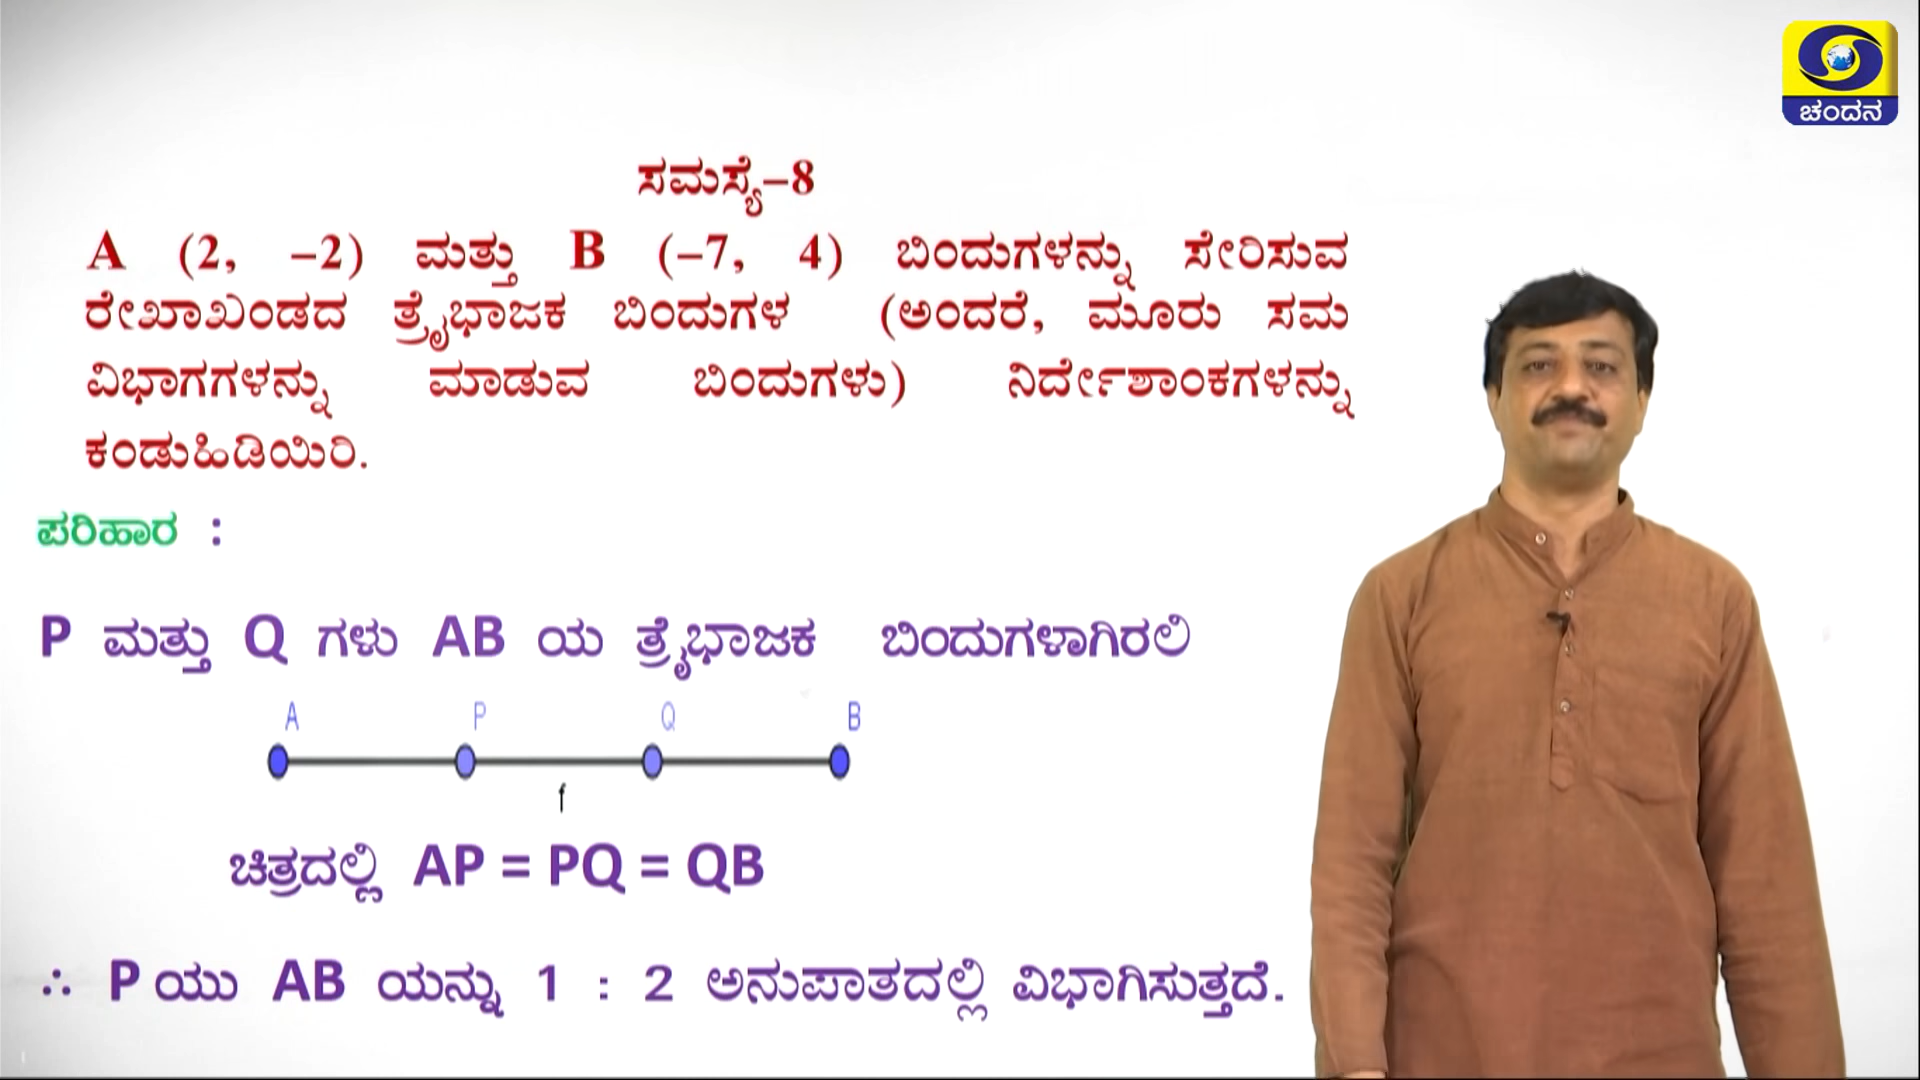 ಚಂದನ
ಸಮಸ್ಯೆ–8
A (2, –2) ಮತ್ತು B (–7, 4) ಬಿಂದುಗಳನ್ನು ಸೇರಿಸುವ
ರೇಖಾಖಂಡದ ತ್ರೈಭಾಜಕ ಬಿಂದುಗಳ (ಅಂದರೆ, ಮೂರು ಸಮ
ವಿಭಾಗಗಳನ್ನು ಮಾಡುವ ಬಿಂದುಗಳು) ನಿರ್ದೇಶಾಂಕಗಳನ್ನು
ಕಂಡುಹಿಡಿಯಿರಿ.
ಪರಿಹಾರ :
P ಮತ್ತು Q ಗಳು AB ಯ ತ್ರೈಭಾಜಕ ಬಿಂದುಗಳಾಗಿರಲಿ
A P Q B
f
ಚಿತ್ರದಲ್ಲಿ AP = PQ = QB
∴ P ಯು AB ಯನ್ನು 1 : 2 ಅನುಪಾತದಲ್ಲಿ ವಿಭಾಗಿಸುತ್ತದೆ.